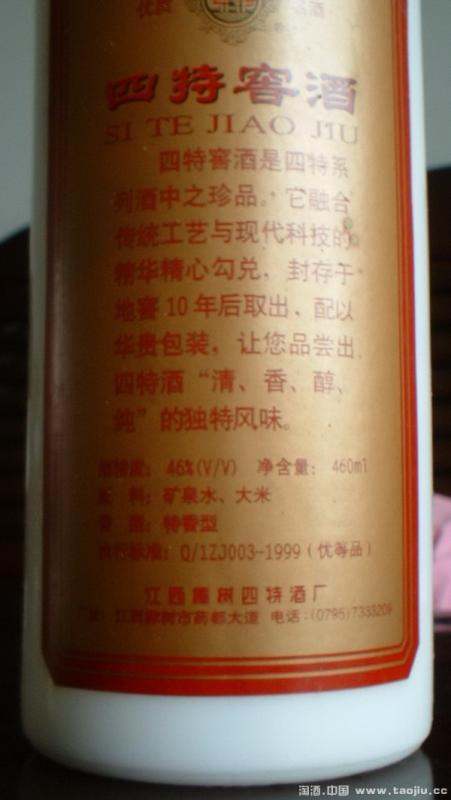 优质 名酒
四特窖酒
SI TE JIAO JIU
四特窖酒是四特系
列酒中之珍品。它融合
传统工艺与现代科技的
精华精心勾兑，封存于
地窖10年后取出，配以
华贵包装，让您品尝出
四特酒“清、香、醇、
纯”的独特风味。
酒精度：46%(V/V) 净含量：460ml
原 料：矿泉水、大米
香 型：特香型
执行标准：Q/1ZJ003-1999（优等品）
江西樟树四特酒厂
厂址：江西樟树市药都大道 电话：(0795)7333209
淘酒.中国 www.taojiu.cc